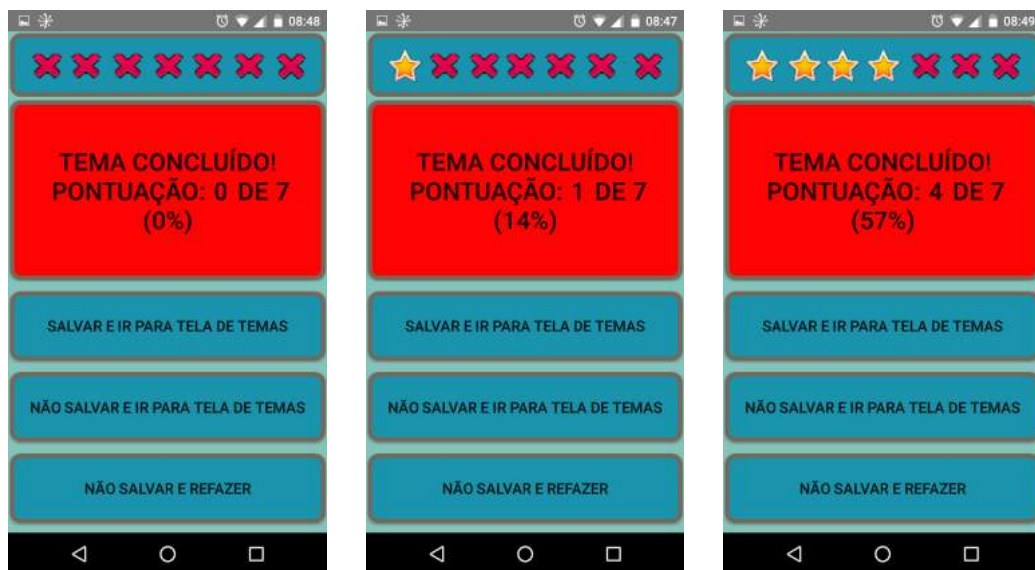 08:48
TEMA CONCLUÍDO!
PONTUAÇÃO: 0 DE 7
(0%)
SALVAR E IR PARA TELA DE TEMAS
NÃO SALVAR E IR PARA TELA DE TEMAS
NÃO SALVAR E REFAZER
08:47
TEMA CONCLUÍDO!
PONTUAÇÃO: 1 DE 7
(14%)
SALVAR E IR PARA TELA DE TEMAS
NÃO SALVAR E IR PARA TELA DE TEMAS
NÃO SALVAR E REFAZER
08:49
TEMA CONCLUÍDO!
PONTUAÇÃO: 4 DE 7
(57%)
SALVAR E IR PARA TELA DE TEMAS
NÃO SALVAR E IR PARA TELA DE TEMAS
NÃO SALVAR E REFAZER